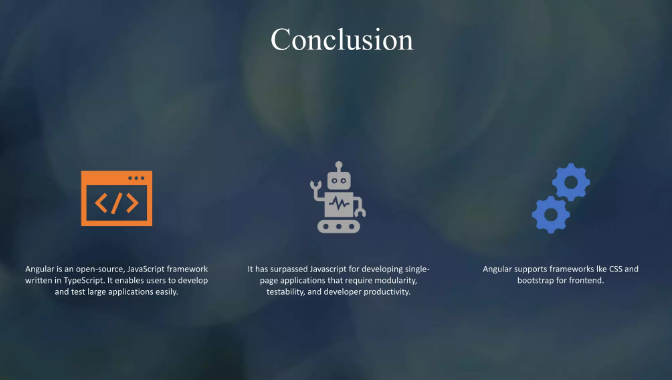 Conclusion
</>
Angular is an open-source, JavaScript framework
written in TypeScript. It enables users to develop
and test large applications easily.
It has surpassed Javascript for developing single-
page applications that require modularity,
testability, and developer productivity.
Angular supports frameworks lke CSS and
bootstrap for frontend.